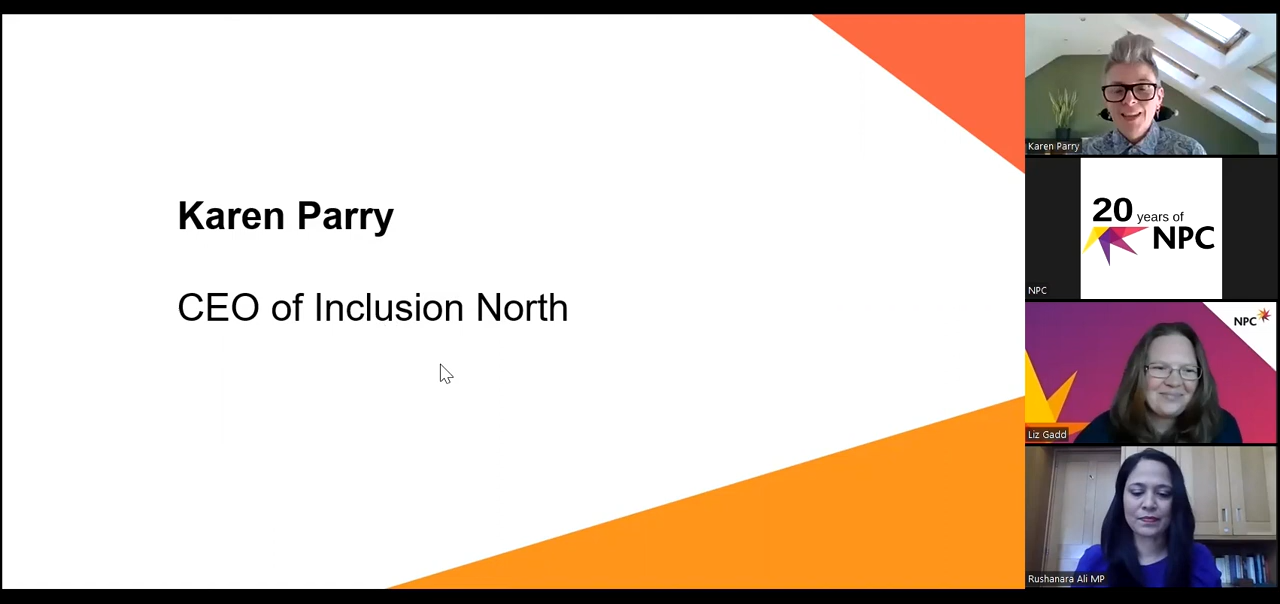 Karen Parry
CEO of Inclusion North
Karen Parry
20 years of
NPC
NPC
NPC
Liz Gadd
Rushanara Ali MP